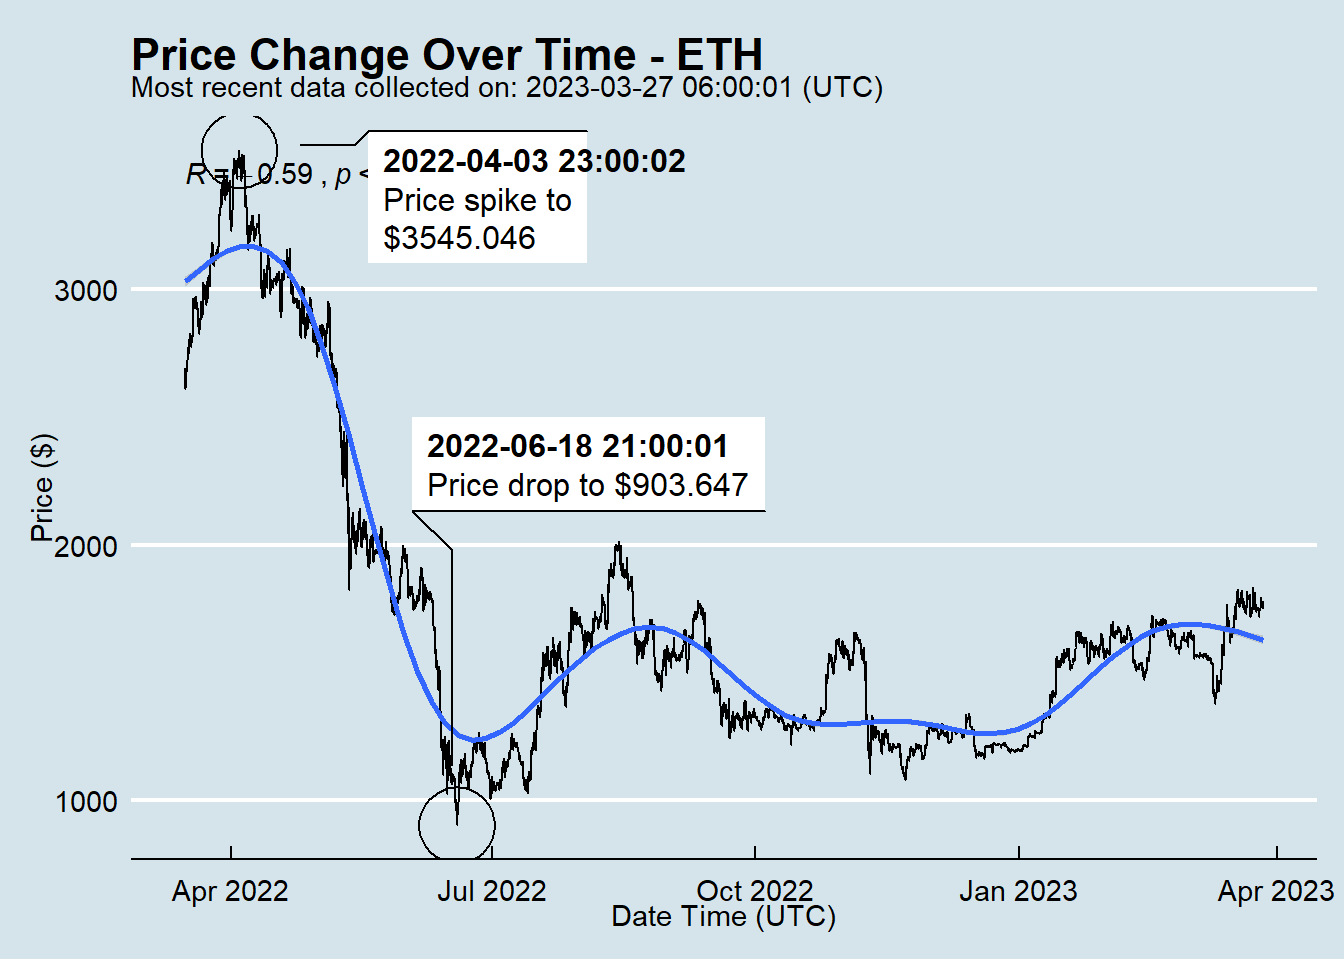 Price Change Over Time - ETH
Most recent data collected on: 2023-03-27 06:00:01 (UTC)
R = -0.59 , p <
2022-04-03 23:00:02
Price spike to
$3545.046
3000
2022-06-18 21:00:01
Price drop to $903.647
Price ($)
2000
1000
Apr 2022
Jul 2022
Oct 2022
Jan 2023
Apr 2023
Date Time (UTC)